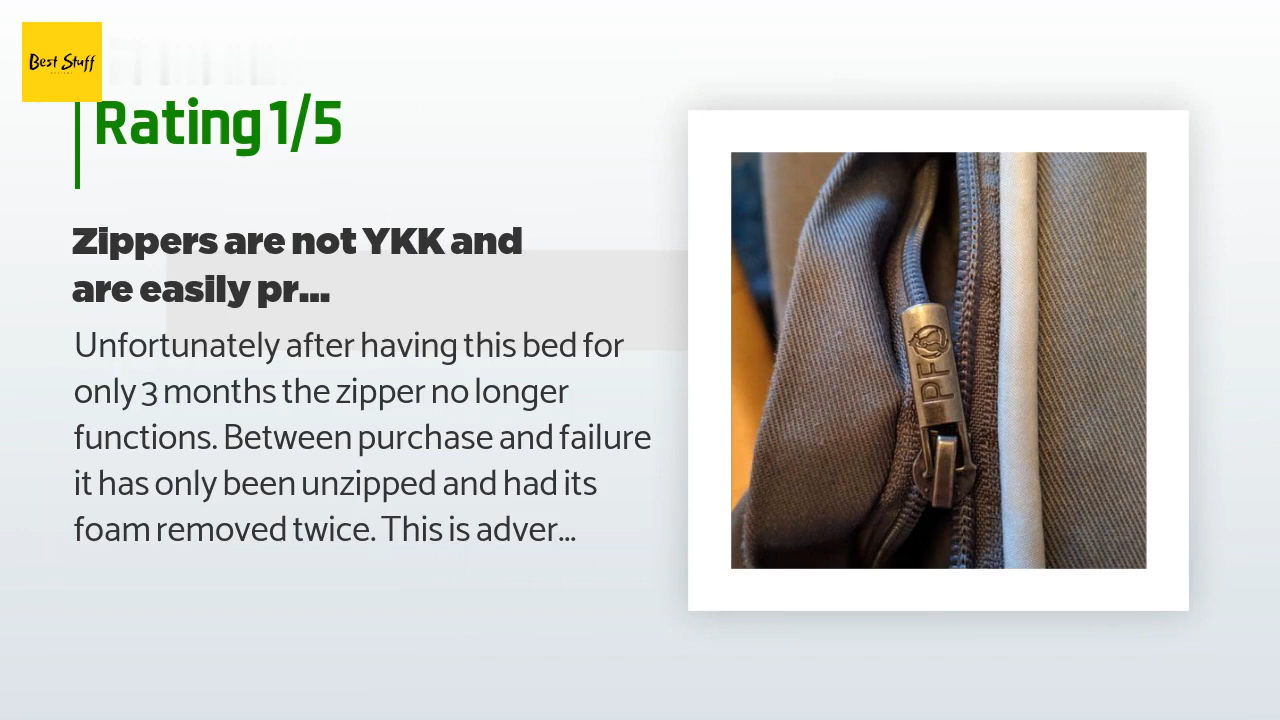 Best Stuff
Rating 1/5
Zippers are not YKK and
are easily pr...
Unfortunately after having this bed for
only 3 months the zipper no longer
functions. Between purchase and failure
it has only been unzipped and had its
foam removed twice. This is adver...
PF